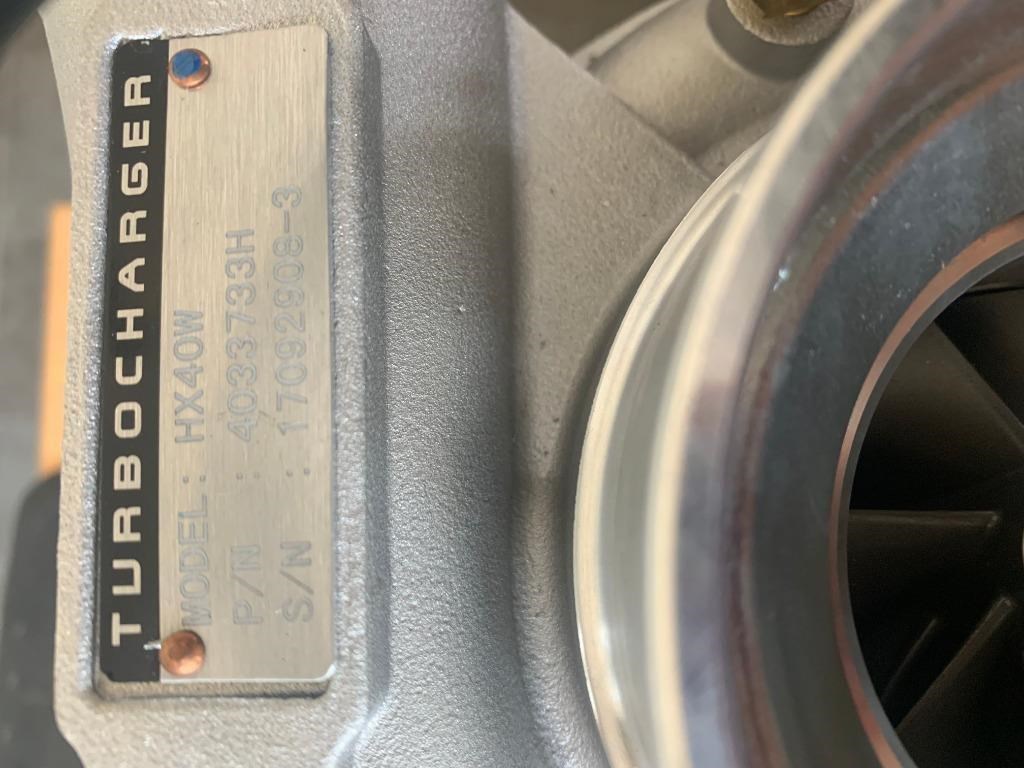 TURBOCHARGER
MODEL: HX40W
P/N : 4033733H
S/N : 17092908-3